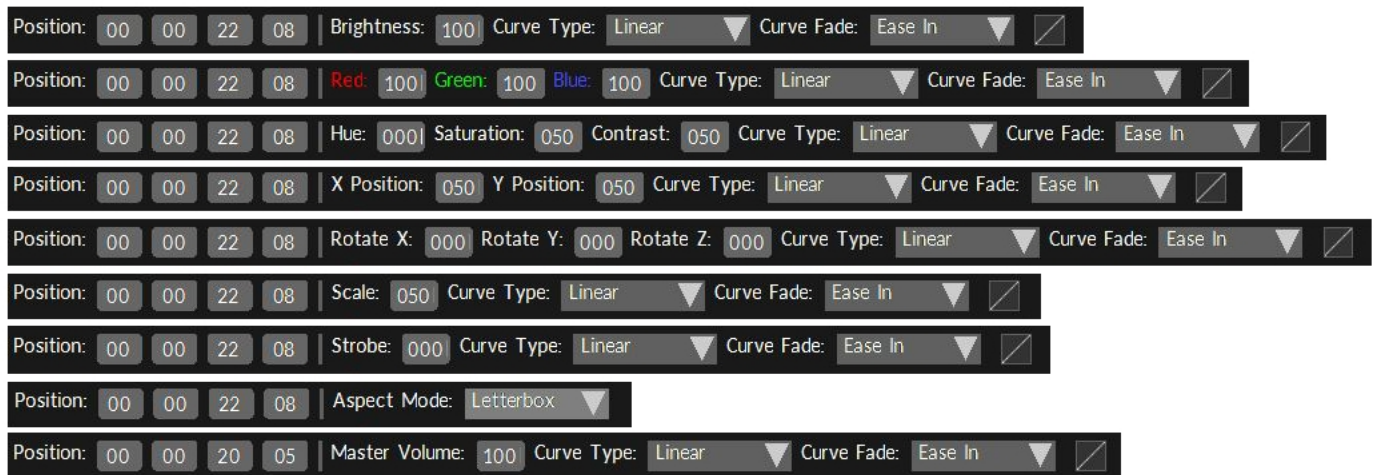 Position: 00 00 22 08 | Brightness: 100 Curve Type: Linear Curve Fade: Ease In
Position: 00 00 22 08 | Red: 100 Green: 100 Blue: 100 Curve Type: Linear Curve Fade: Ease In
Position: 00 00 22 08 | Hue: 000 Saturation: 050 Contrast: 050 Curve Type: Linear Curve Fade: Ease In
Position: 00 00 22 08 | X Position: 050 Y Position: 050 Curve Type: Linear Curve Fade: Ease In
Position: 00 00 22 08 | Rotate X: 000 Rotate Y: 000 Rotate Z: 000 Curve Type: Linear Curve Fade: Ease In
Position: 00 00 22 08 | Scale: 050 Curve Type: Linear Curve Fade: Ease In
Position: 00 00 22 08 | Strobe: 000 Curve Type: Linear Curve Fade: Ease In
Position: 00 00 22 08 | Aspect Mode: Letterbox
Position: 00 00 20 05 | Master Volume: 100 Curve Type: Linear Curve Fade: Ease In